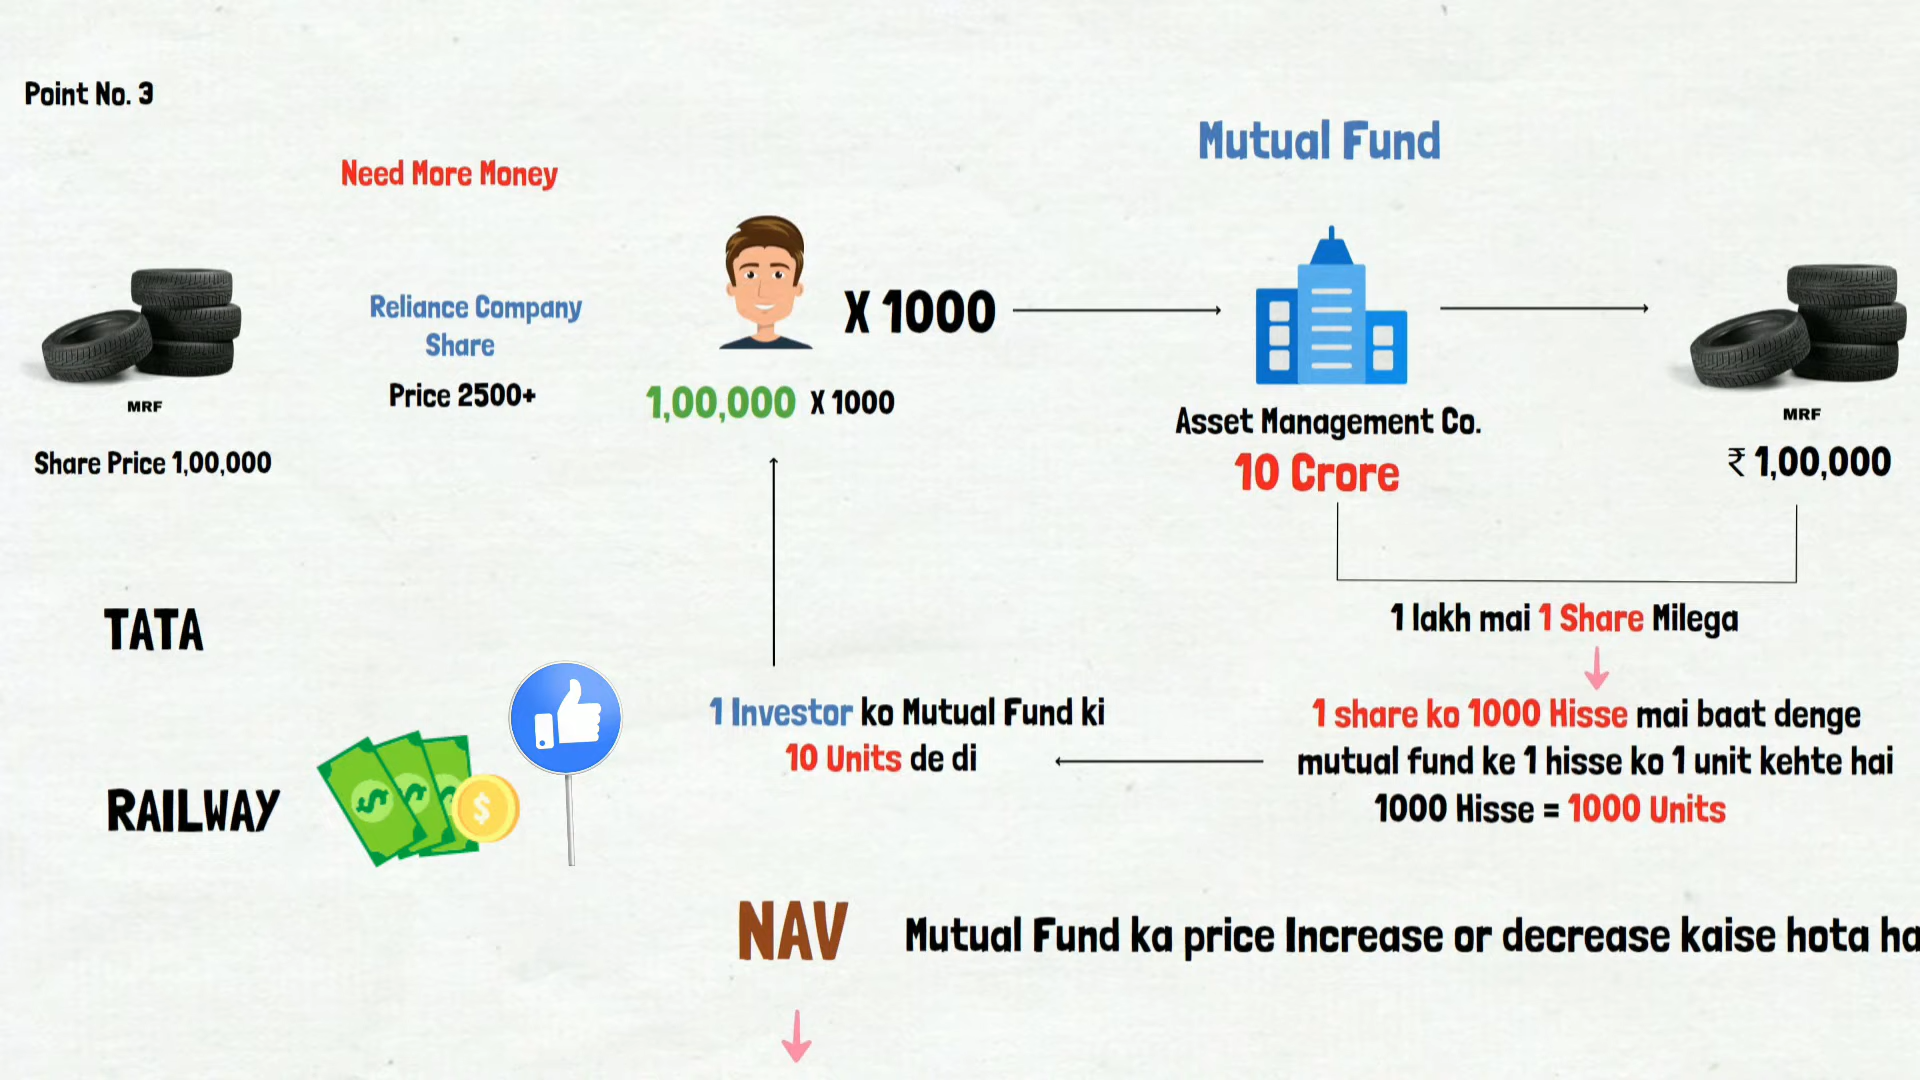 Point No. 3
Mutual Fund
Need More Money
Reliance Company
Share
Price 2500+
X 1000
1,00,000 X 1000
MRF
Share Price 1,00,000
Asset Management Co.
10 Crore
MRF
₹ 1,00,000
1 lakh mai 1 Share Milega
1 share ko 1000 Hisse mai baat denge
mutual fund ke 1 hisse ko 1 unit kehte hai
1000 Hisse = 1000 Units
1 Investor ko Mutual Fund ki
10 Units de di
TATA
RAILWAY
NAV
Mutual Fund ka price Increase or decrease kaise hota ha